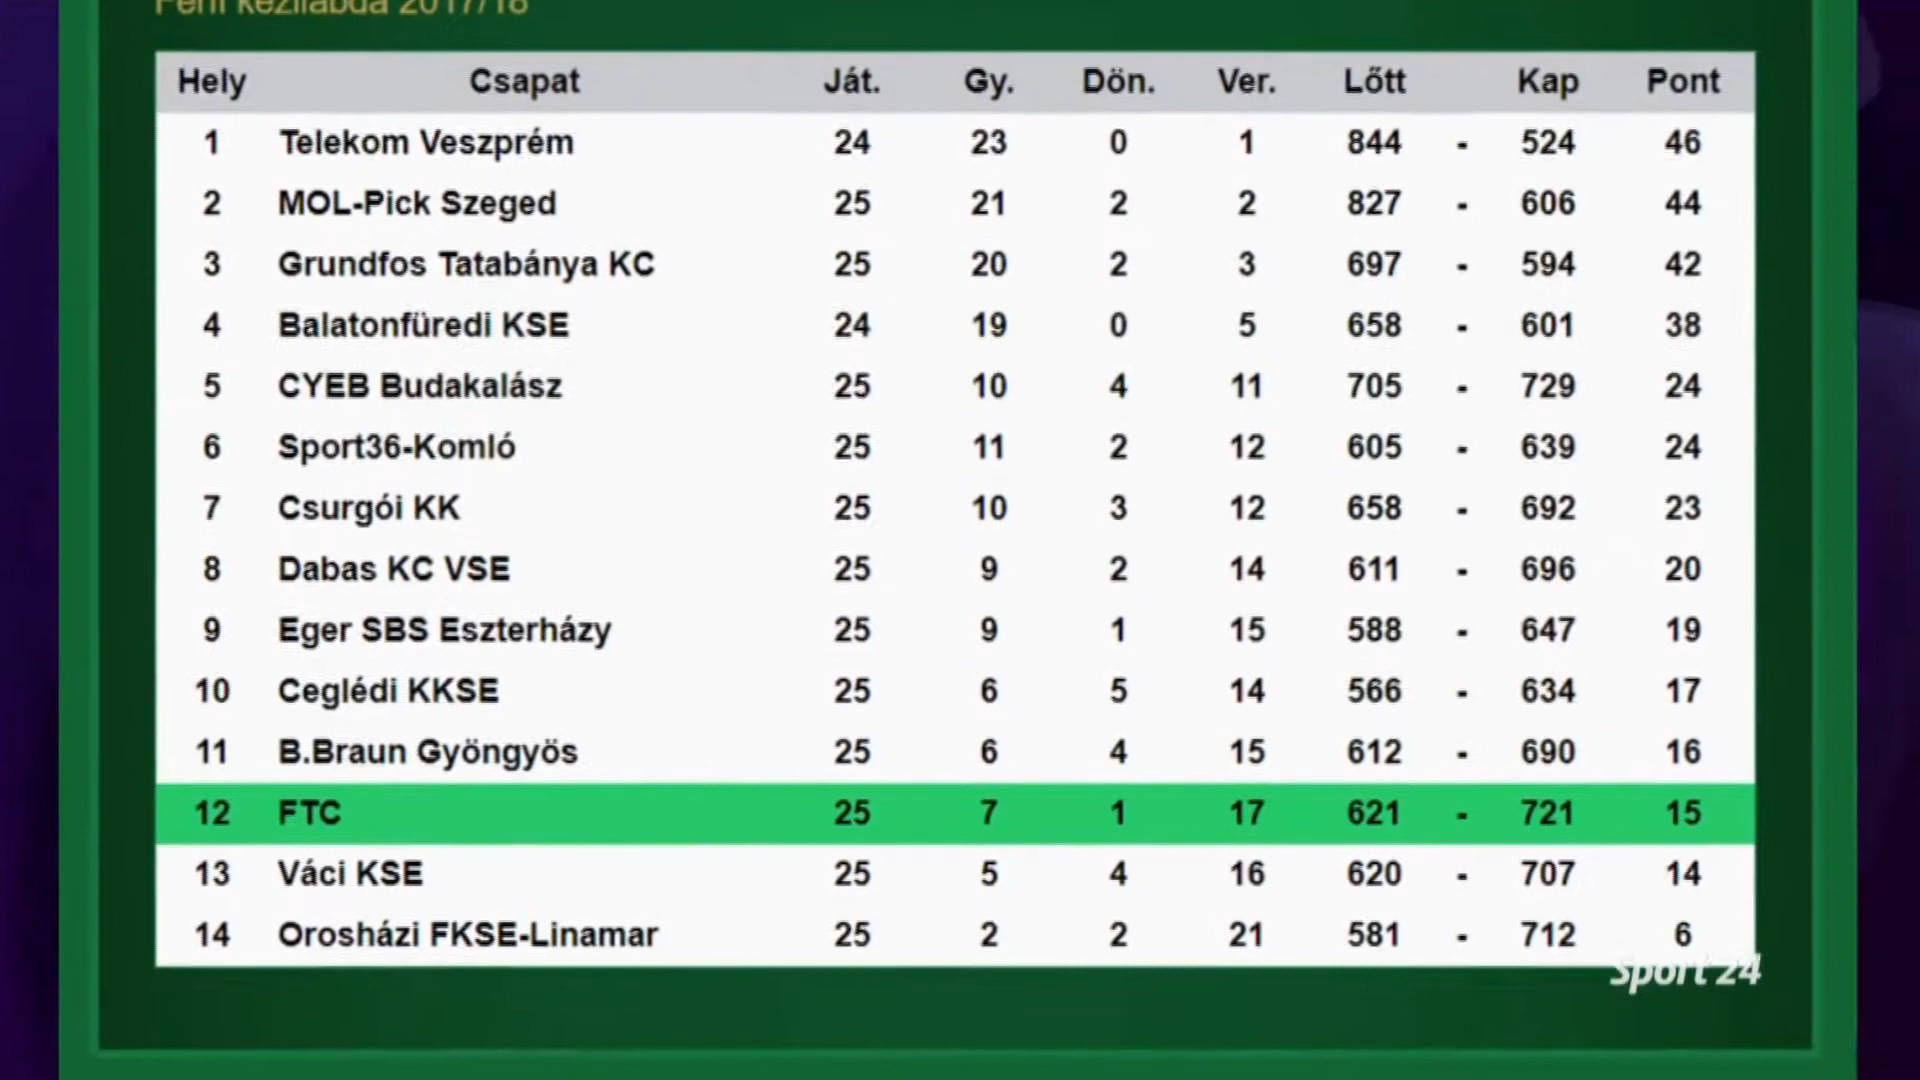 Férfi kézilabda 2017/18
Hely Csapat Ját. Gy. Dön. Ver. Lőtt Kap Pont
1 Telekom Veszprém 24 23 0 1 844 - 524 46
2 MOL-Pick Szeged 25 21 2 2 827 - 606 44
3 Grundfos Tatabánya KC 25 20 2 3 697 - 594 42
4 Balatonfüredi KSE 24 19 0 5 658 - 601 38
5 CYEB Budakalász 25 10 4 11 705 - 729 24
6 Sport36-Komló 25 11 2 12 605 - 639 24
7 Csurgói KK 25 10 3 12 658 - 692 23
8 Dabas KC VSE 25 9 2 14 611 - 696 20
9 Eger SBS Eszterházy 25 9 1 15 588 - 647 19
10 Ceglédi KKSE 25 6 5 14 566 - 634 17
11 B.Braun Gyöngyös 25 6 4 15 612 - 690 16
12 FTC 25 7 1 17 621 - 721 15
13 Váci KSE 25 5 4 16 620 - 707 14
14 Orosházi FKSE-Linamar 25 2 2 21 581 - 712 6
Sport24